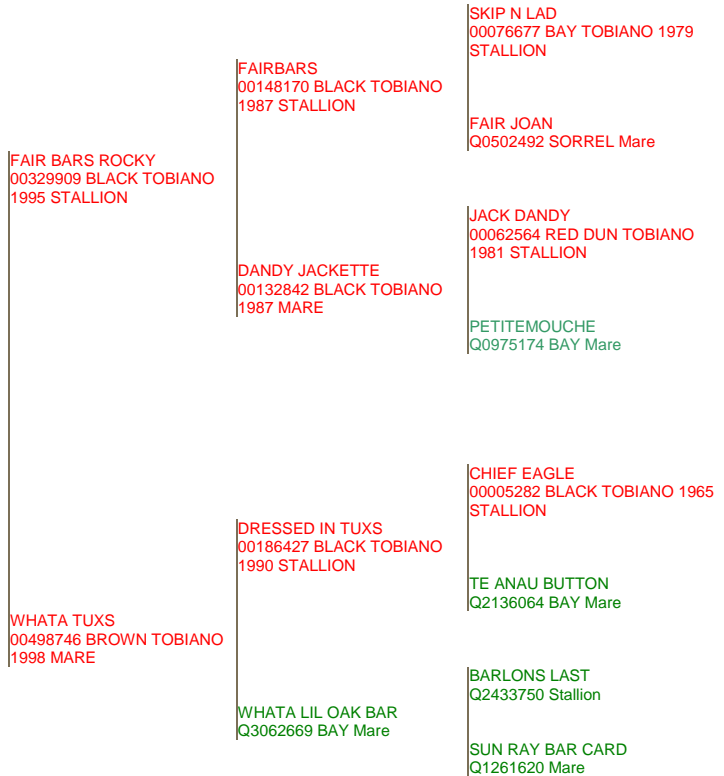 SKIP N LAD
00076677 BAY TOBIANO 1979
STALLION
FAIRBARS
00148170 BLACK TOBIANO
1987 STALLION
FAIR JOAN
Q0502492 SORREL Mare
FAIR BARS ROCKY
00329909 BLACK TOBIANO
1995 STALLION
JACK DANDY
00062564 RED DUN TOBIANO
1981 STALLION
DANDY JACKETTE
00132842 BLACK TOBIANO
1987 MARE
PETITEMOUCHE
Q0975174 BAY Mare
CHIEF EAGLE
00005282 BLACK TOBIANO 1965
STALLION
DRESSED IN TUXS
00186427 BLACK TOBIANO
1990 STALLION
TE ANAU BUTTON
Q2136064 BAY Mare
WHATA TUXS
00498746 BROWN TOBIANO
1998 MARE
BARLONS LAST
Q2433750 Stallion
WHATA LIL OAK BAR
Q3062669 BAY Mare
SUN RAY BAR CARD
Q1261620 Mare